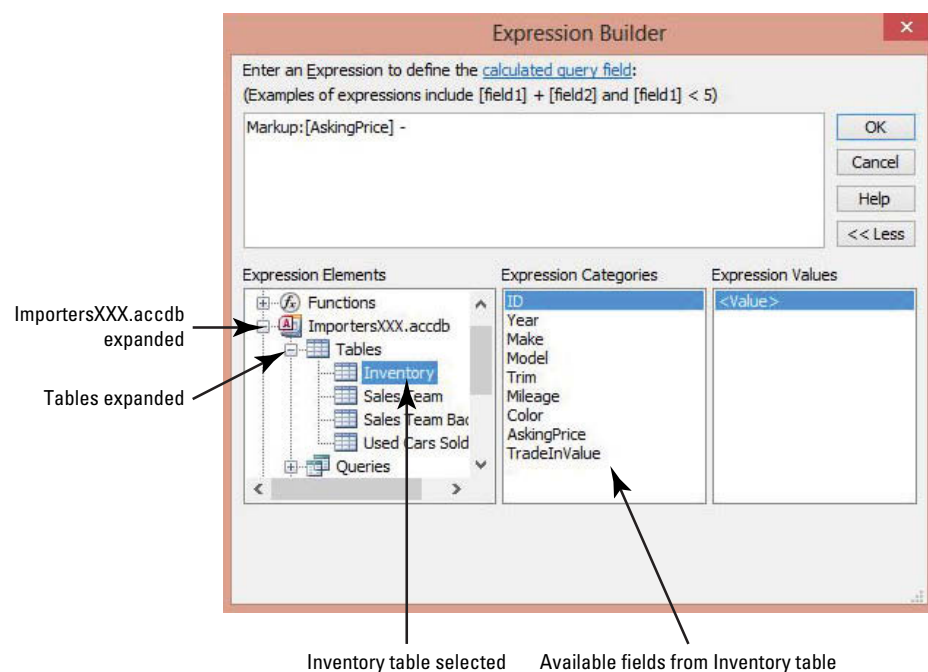 Expression Builder
Enter an Expression to define the calculated query field:
(Examples of expressions include [field1] + [field2] and [field1] < 5)
Markup:[AskingPrice] -
OK
Cancel
Help
<< Less
Expression Elements
Functions
ImportersXXX.accdb
Tables
Inventory
Sales Team
Sales Team Bac
Used Cars Sold
Queries
Expression Categories
ID
Year
Make
Model
Trim
Mileage
Color
AskingPrice
TradeInValue
Expression Values
<Value>
ImportersXXX.accdb
expanded
Tables expanded
Inventory table selected
Available fields from Inventory table